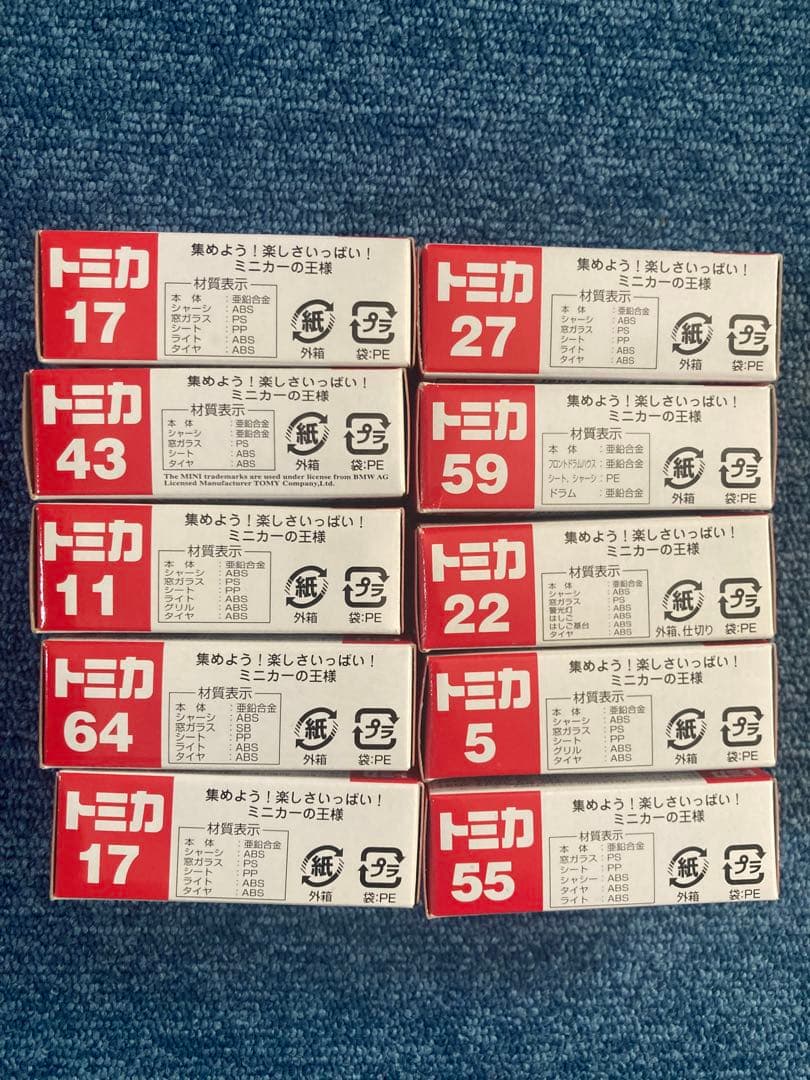 トミカ
17
集めよう!楽しさいっぱい!
ミニカーの王様
材質表示
本 体 :亜鉛合金
シャーシ :ABS
窓ガラス :PS
シート :PP
ライト :ABS
タイヤ :ABS
紙
外箱
プラ
袋:PE
トミカ
43
集めよう!楽しさいっぱい!
ミニカーの王様
材質表示
本 体 :亜鉛合金
シャーシ :亜鉛合金
窓ガラス :PS
シート :ABS
タイヤ :ABS
紙
外箱
プラ
袋:PE
The MINI trademarks are used under license from BMW AG
Licensed Manufacturer TOMY Company,Ltd.
トミカ
11
集めよう!楽しさいっぱい!
ミニカーの王様
材質表示
本 体 :亜鉛合金
シャーシ :ABS
窓ガラス :PS
シート :PP
ライト :ABS
グリル :ABS
タイヤ :ABS
紙
外箱
プラ
袋:PE
トミカ
64
集めよう!楽しさいっぱい!
ミニカーの王様
材質表示
本 体 :亜鉛合金
シャーシ :ABS
窓ガラス :SB
シート :PP
ライト :ABS
タイヤ :ABS
紙
外箱
プラ
袋:PE
トミカ
17
集めよう!楽しさいっぱい!
ミニカーの王様
材質表示
本 体 :亜鉛合金
シャーシ :ABS
窓ガラス :PS
シート :PP
ライト :ABS
タイヤ :ABS
紙
外箱
プラ
袋:PE
トミカ
27
集めよう!楽しさいっぱい!
ミニカーの王様
材質表示
本 体 :亜鉛合金
シャーシ :ABS
窓ガラス :PS
シート :PP
ライト :ABS
タイヤ :ABS
紙
外箱
プラ
袋:PE
トミカ
59
集めよう!楽しさいっぱい!
ミニカーの王様
材質表示
本 体 :亜鉛合金
フロントドラムハウス :亜鉛合金
シート、シャーシ:PE
ドラム :亜鉛合金
紙
外箱
プラ
袋:PE
トミカ
22
集めよう!楽しさいっぱい!
ミニカーの王様
材質表示
本 体 :亜鉛合金
シャーシ :ABS
窓ガラス :PS
警光灯 :ABS
はしご :ABS
はしご基台 :ABS
タイヤ :ABS
紙
外箱、仕切り
プラ
袋:PE
トミカ
5
集めよう!楽しさいっぱい!
ミニカーの王様
材質表示
本 体 :亜鉛合金
シャーシ :ABS
窓ガラス :PS
シート :PP
グリル :ABS
タイヤ :ABS
紙
外箱
プラ
袋:PE
トミカ
55
集めよう!楽しさいっぱい!
ミニカーの王様
材質表示
本 体 :亜鉛合金
窓ガラス :PS
シート :PP
シャシー :ABS
タイヤ :ABS
ライト :ABS
紙
外箱
プラ
袋:PE